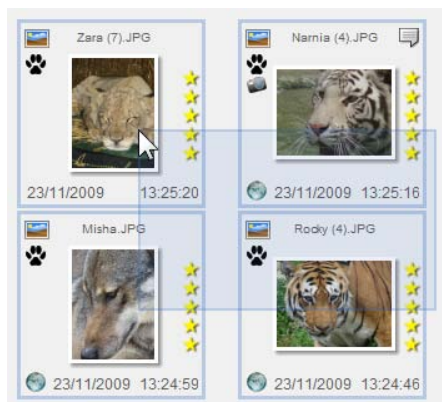 Zara (7).JPG
Narnia (4).JPG
23/11/2009 13:25:20
23/11/2009 13:25:16
Misha.JPG
Rocky (4).JPG
23/11/2009 13:24:59
23/11/2009 13:24:46